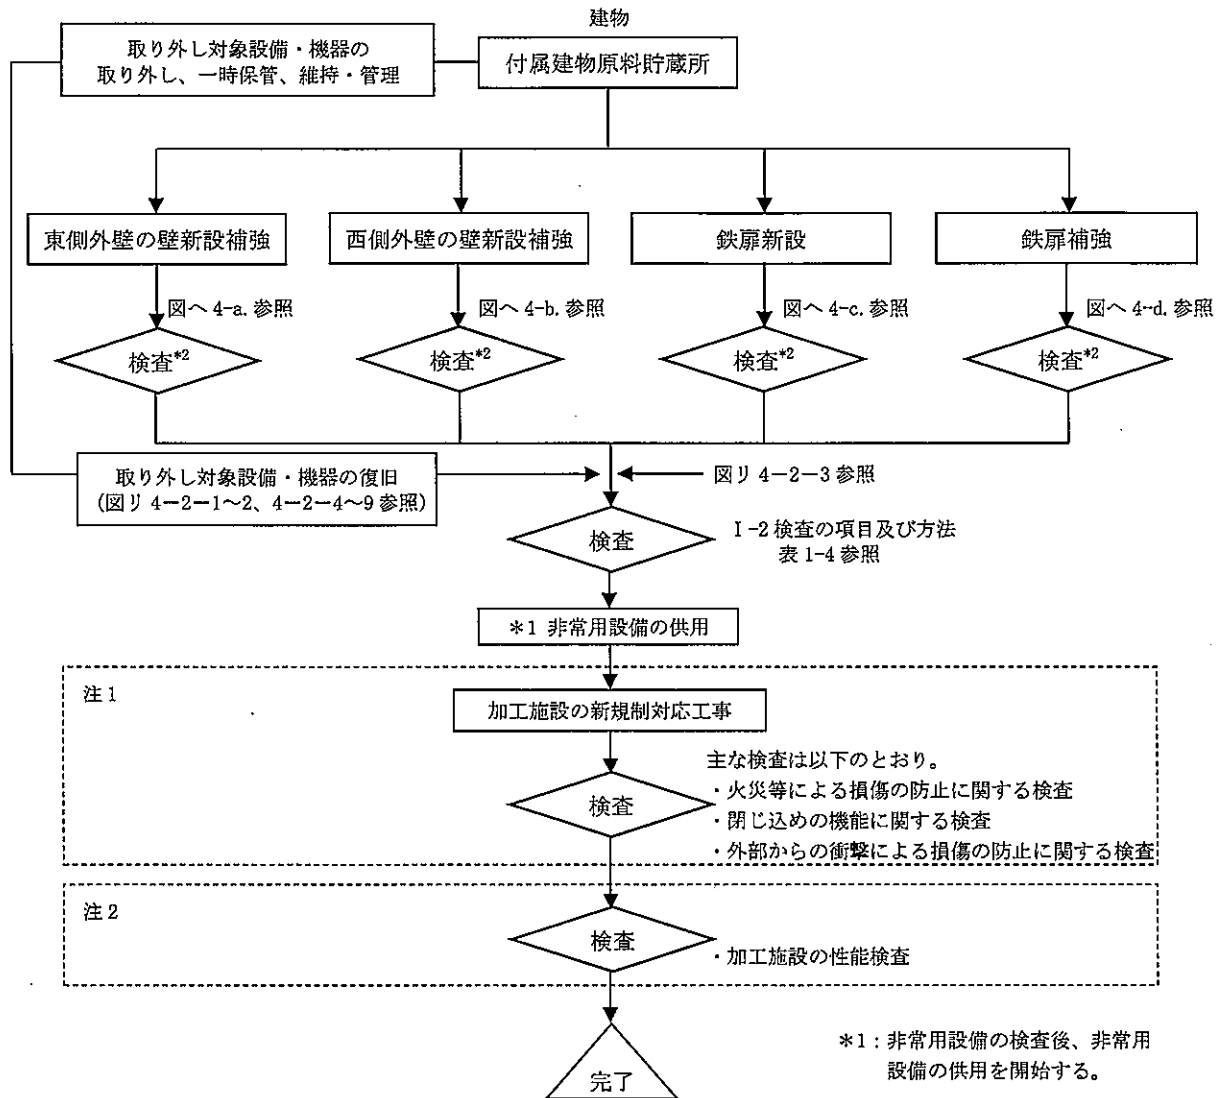 建物
取り外し対象設備・機器の
取り外し、一時保管、維持・管理
付属建物原料貯蔵所
東側外壁の壁新設補強
西側外壁の壁新設補強
鉄扉新設
鉄扉補強
図ヘ 4-a. 参照
図ヘ 4-b. 参照
図ヘ 4-c. 参照
図ヘ 4-d. 参照
検査*2
検査*2
検査*2
検査*2
取り外し対象設備・機器の復旧
(図リ 4-2-1~2、4-2-4~9 参照)
図リ 4-2-3 参照
検査
I-2 検査の項目及び方法
表 1-4 参照
*1 非常用設備の供用
注 1
加工施設の新規制対応工事
検査
主な検査は以下のとおり。
・火災等による損傷の防止に関する検査
・閉じ込めの機能に関する検査
・外部からの衝撃による損傷の防止に関する検査
注 2
検査
・加工施設の性能検査
完了
*1:非常用設備の検査後、非常用
設備の供用を開始する。